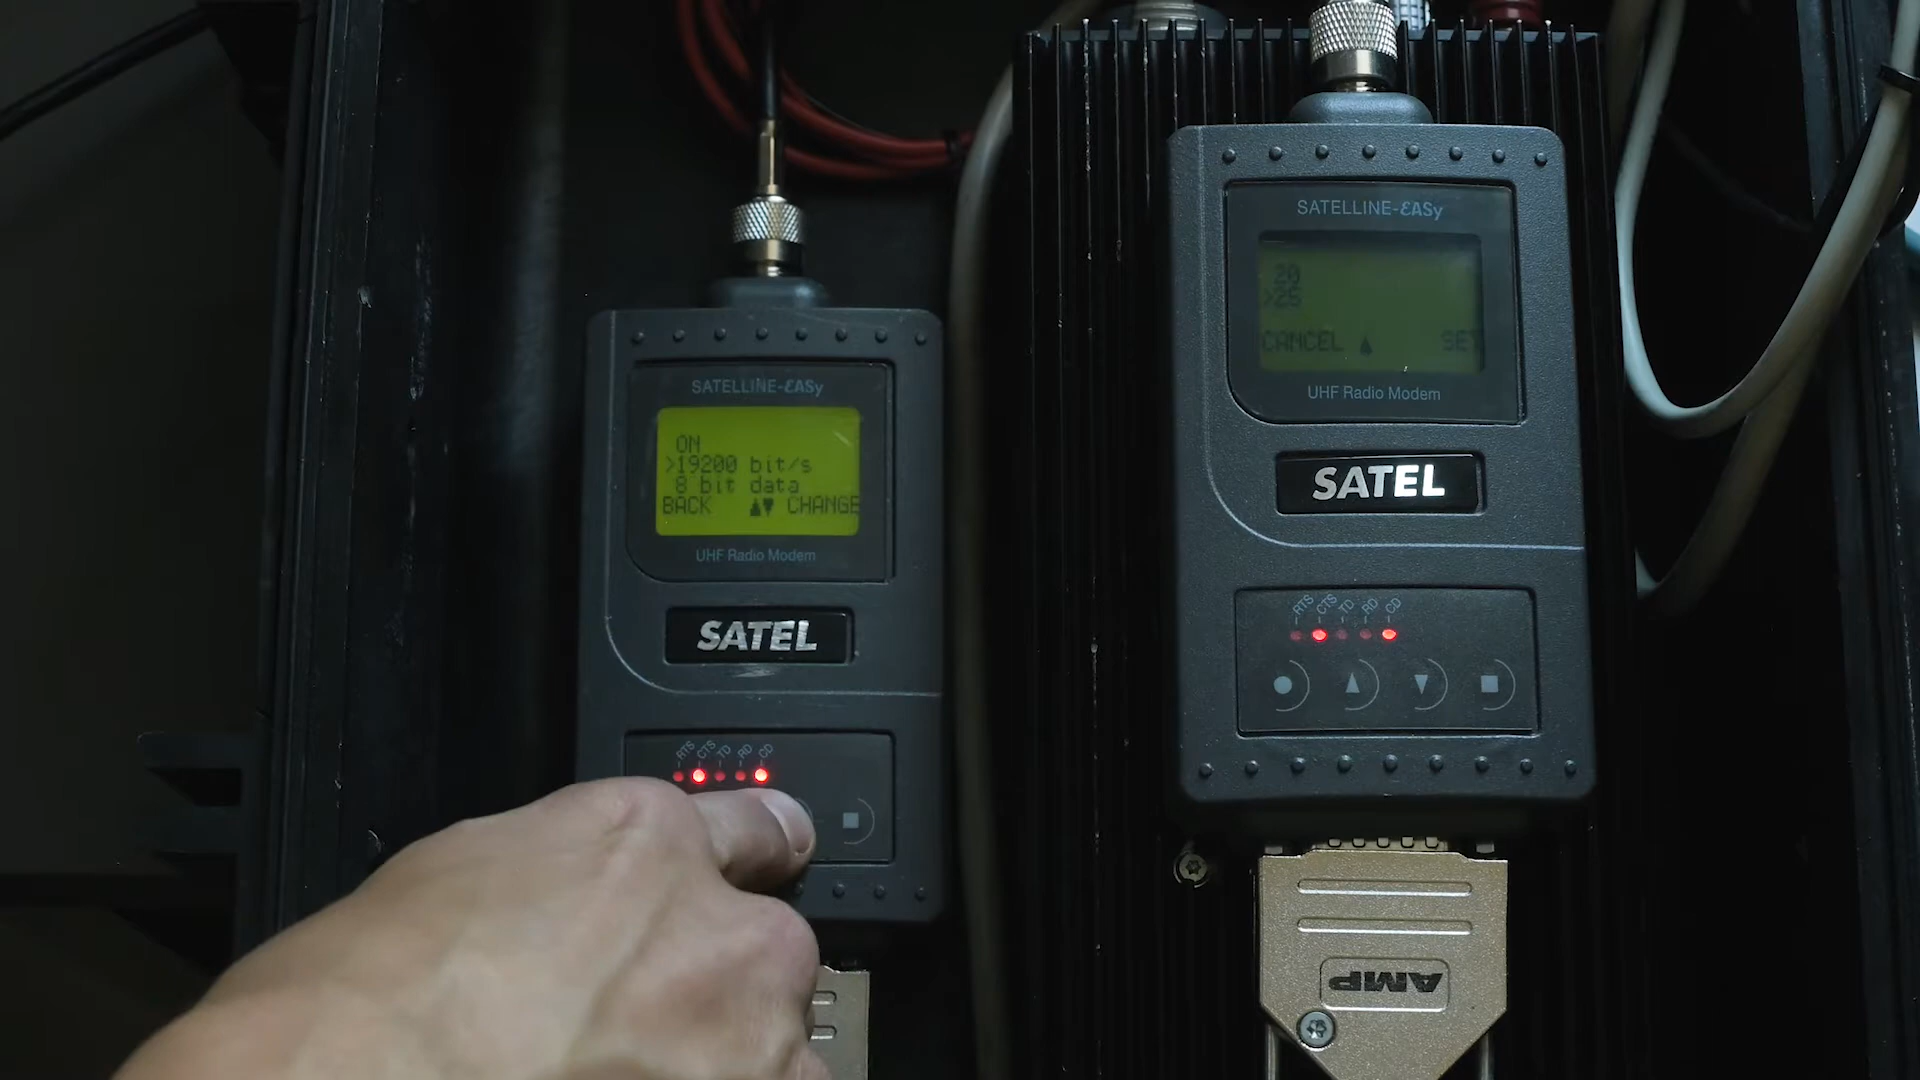 SATELLINE-EASy
ON
>19200 bit/s
8 bit data
BACK ▲▼ CHANGE
UHF Radio Modem
SATEL
RTS CTS TD RD CD
SATELLINE-EASy
20
>25
CANCEL ▲ SET
UHF Radio Modem
SATEL
RTS CTS TD RD CD
AMP